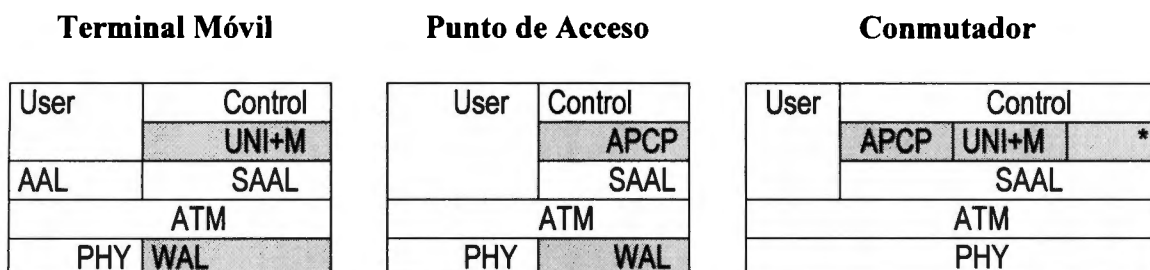 Terminal Móvil Punto de Acceso Conmutador
User Control User Control User Control
UNI+M APCP APCP UNI+M *
AAL SAAL SAAL SAAL
ATM ATM ATM
PHY WAL PHY WAL PHY